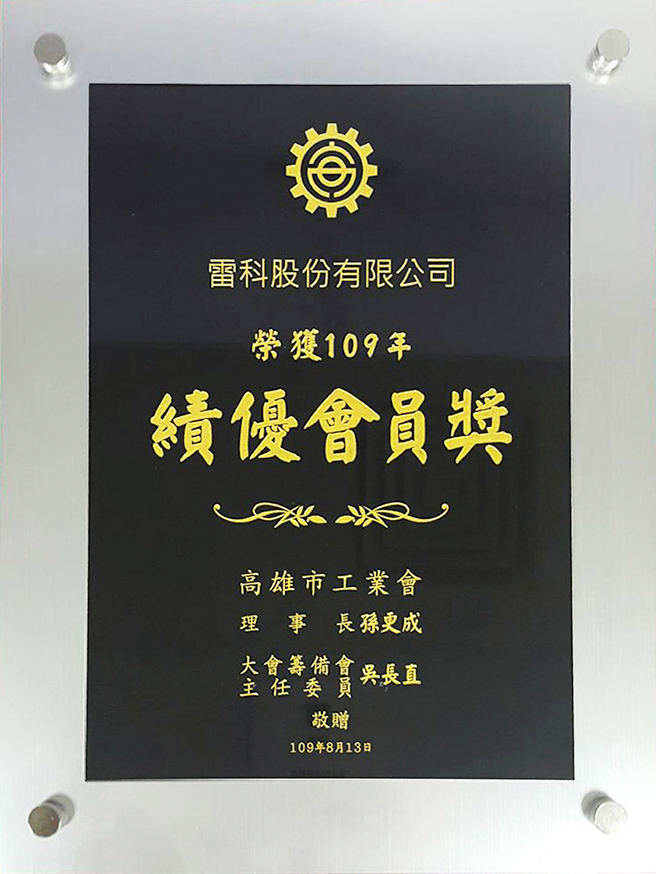 雷科股份有限公司
榮獲109年
績優會員獎
高雄市工業會
理事長孫更成
大會籌備會
主任委員吳長直
敬贈
109年8月13日